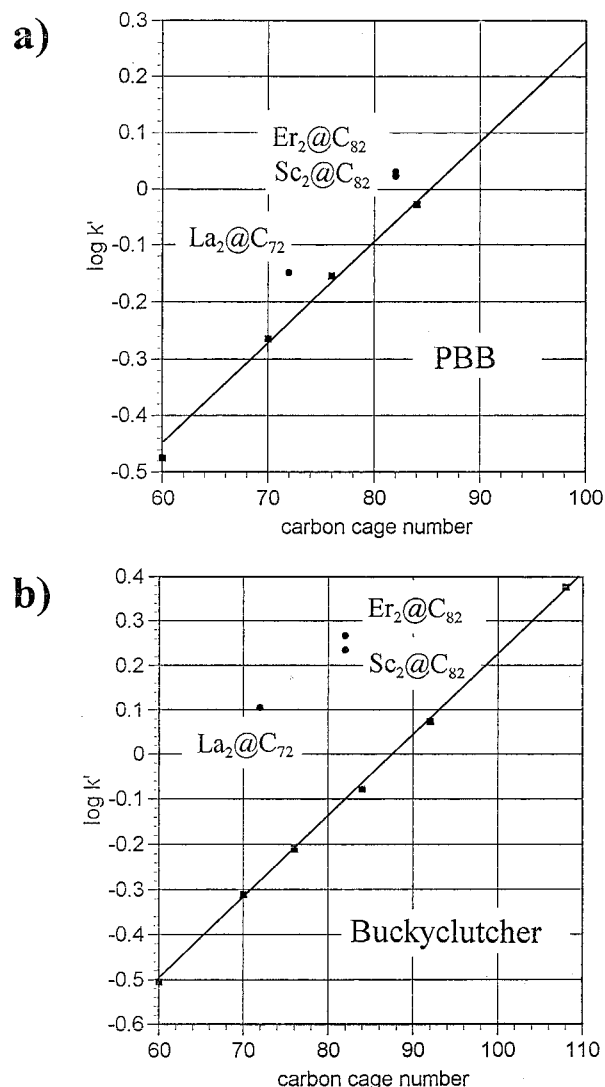 a)
0.3
0.2
0.1
0
-0.1
-0.2
-0.3
-0.4
-0.5
log k'
Er₂@C₈₂
Sc₂@C₈₂
La₂@C₇₂
PBB
60 70 80 90 100
carbon cage number
b)
0.4
0.3
0.2
0.1
0
-0.1
-0.2
-0.3
-0.4
-0.5
-0.6
log k'
Er₂@C₈₂
Sc₂@C₈₂
La₂@C₇₂
Buckyclutcher
60 70 80 90 100 110
carbon cage number